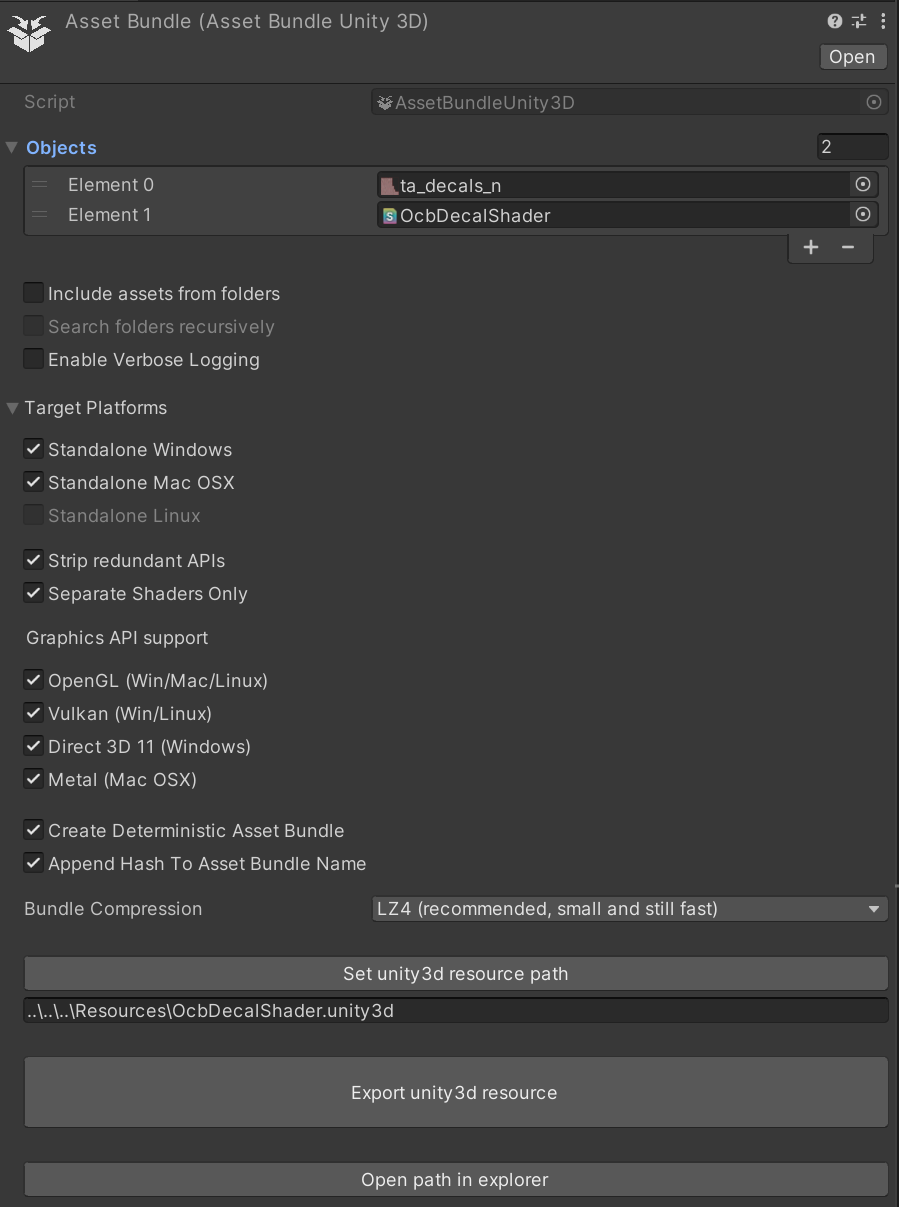 Asset Bundle (Asset Bundle Unity 3D)
Open
Script AssetBundleUnity3D
Objects 2
Element 0 ta_decals_n
Element 1 OcbDecalShader
Include assets from folders
Search folders recursively
Enable Verbose Logging
Target Platforms
Standalone Windows
Standalone Mac OSX
Standalone Linux
Strip redundant APIs
Separate Shaders Only
Graphics API support
OpenGL (Win/Mac/Linux)
Vulkan (Win/Linux)
Direct 3D 11 (Windows)
Metal (Mac OSX)
Create Deterministic Asset Bundle
Append Hash To Asset Bundle Name
Bundle Compression LZ4 (recommended, small and still fast)
Set unity3d resource path
..\..\..\Resources\OcbDecalShader.unity3d
Export unity3d resource
Open path in explorer